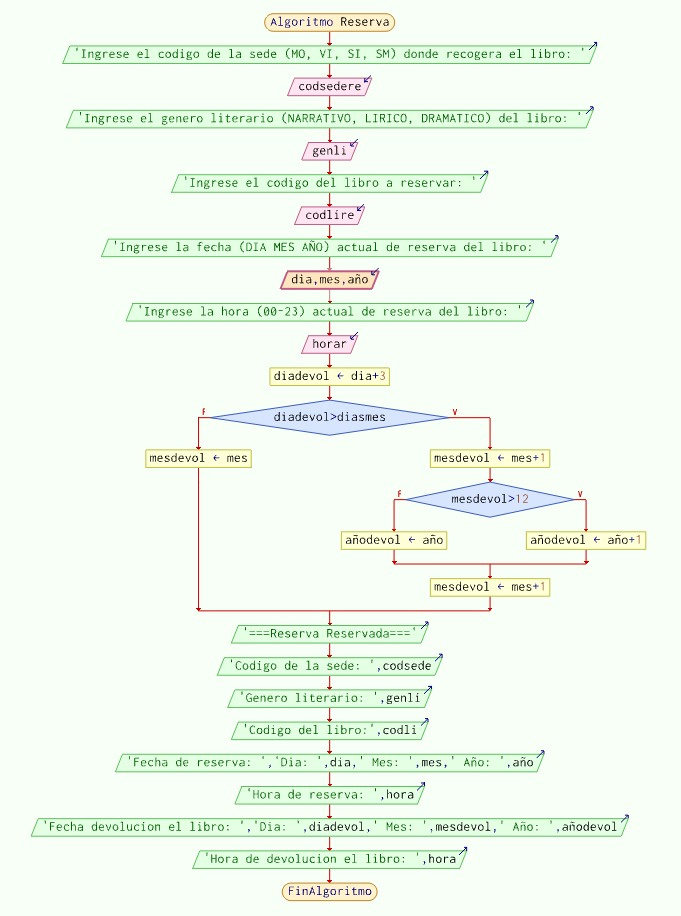 Algoritmo Reserva
'Ingrese el codigo de la sede (MO, VI, SI, SM) donde recogera el libro: '
codsedere
'Ingrese el genero literario (NARRATIVO, LIRICO, DRAMATICO) del libro: '
genli
'Ingrese el codigo del libro a reservar: '
codlire
'Ingrese la fecha (DIA MES AÑO) actual de reserva del libro: '
dia,mes,año
'Ingrese la hora (00-23) actual de reserva del libro: '
horar
diadevol ← dia+3
F diadevol>diasmes V
mesdevol ← mes mesdevol ← mes+1
F mesdevol>12 V
añodevol ← año añodevol ← año+1
mesdevol ← mes+1
'===Reserva Reservada==='
'Codigo de la sede: ',codsede
'Genero literario: ',genli
'Codigo del libro:',codli
'Fecha de reserva: ','Dia: ',dia,' Mes: ',mes,' Año: ',año
'Hora de reserva: ',hora
'Fecha devolucion el libro: ','Dia: ',diadevol,' Mes: ',mesdevol,' Año: ',añodevol
'Hora de devolucion el libro: ',hora
FinAlgoritmo